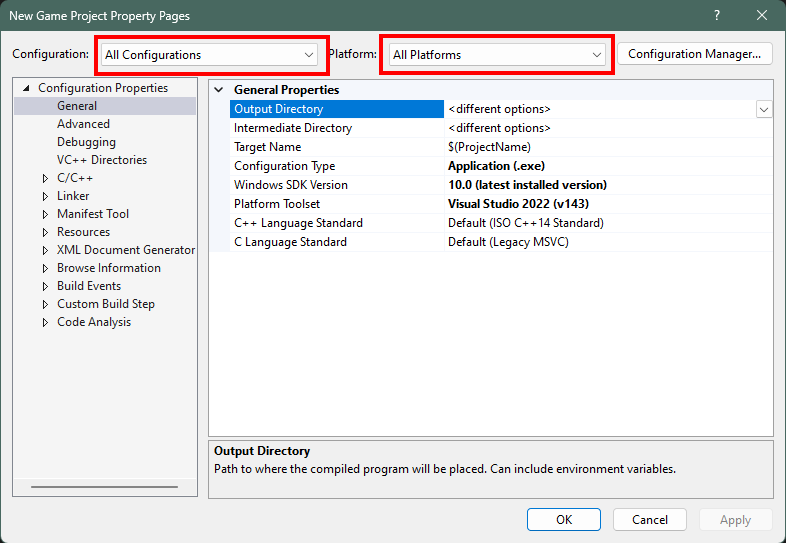 New Game Project Property Pages
Configuration: All Configurations Platform: All Platforms Configuration Manager...
Configuration Properties
General
Advanced
Debugging
VC++ Directories
C/C++
Linker
Manifest Tool
Resources
XML Document Generator
Browse Information
Build Events
Custom Build Step
Code Analysis
General Properties
Output Directory <different options>
Intermediate Directory <different options>
Target Name $(ProjectName)
Configuration Type Application (.exe)
Windows SDK Version 10.0 (latest installed version)
Platform Toolset Visual Studio 2022 (v143)
C++ Language Standard Default (ISO C++14 Standard)
C Language Standard Default (Legacy MSVC)
Output Directory
Path to where the compiled program will be placed. Can include environment variables.
OK Cancel Apply